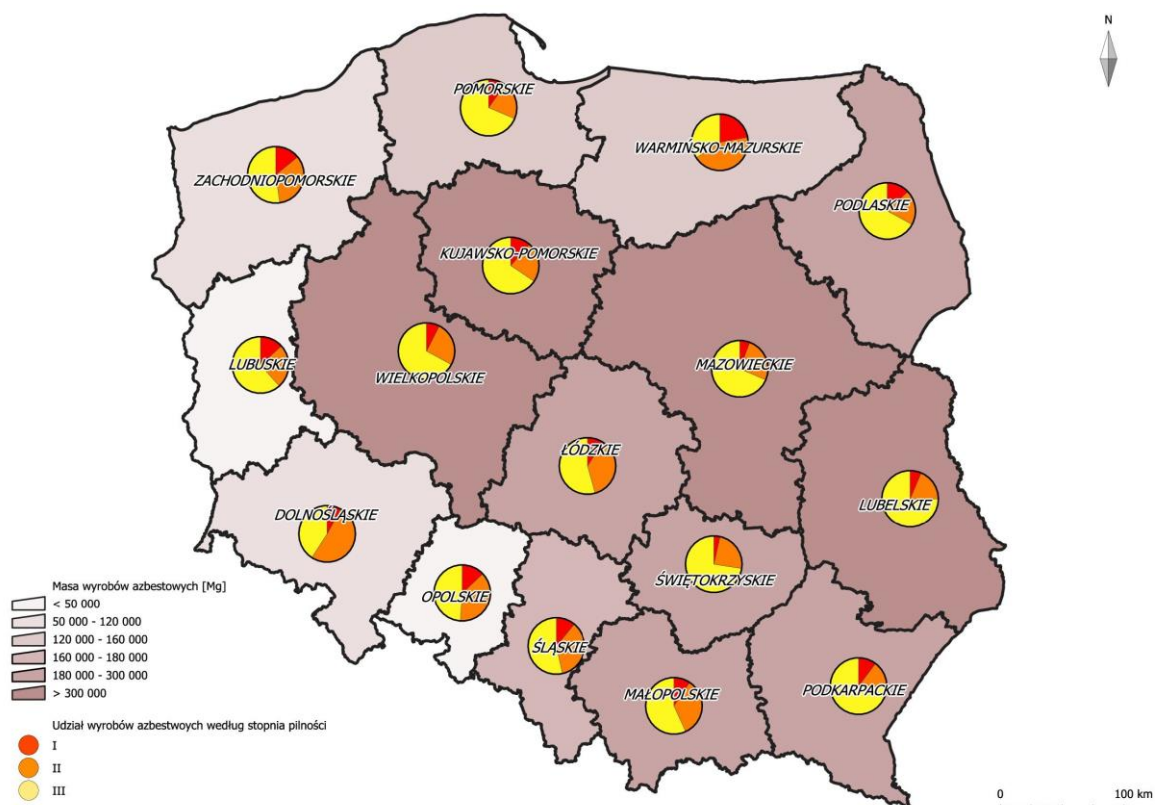 N
POMORSKIE
WARMIŃSKO-MAZURSKIE
ZACHODNIOPOMORSKIE
PODLASKIE
KUJAWSKO-POMORSKIE
LUBUSKIE
WIELKOPOLSKIE
MAZOWIECKIE
ŁÓDZKIE
LUBELSKIE
DOLNOŚLĄSKIE
ŚWIĘTOKRZYSKIE
OPOLSKIE
ŚLĄSKIE
MAŁOPOLSKIE
PODKARPACKIE
Masa wyrobów azbestowych [Mg]
< 50 000
50 000 - 120 000
120 000 - 160 000
160 000 - 180 000
180 000 - 300 000
> 300 000
Udział wyrobów azbestwoych według stopnia pilności
I
II
III
0 100 km